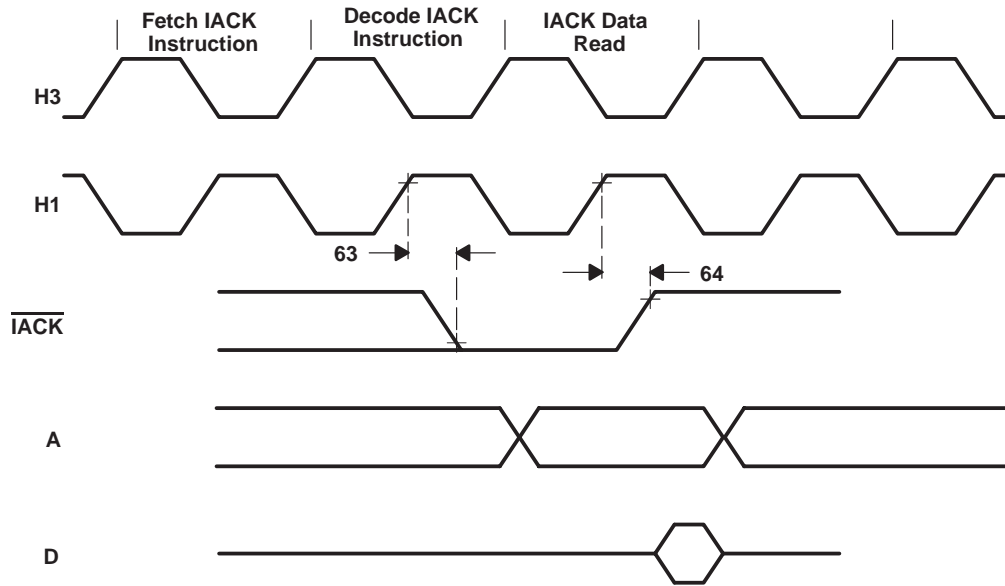 Fetch IACK
Instruction
Decode IACK
Instruction
IACK Data
Read
H3
H1
63
64
IACK
A
D